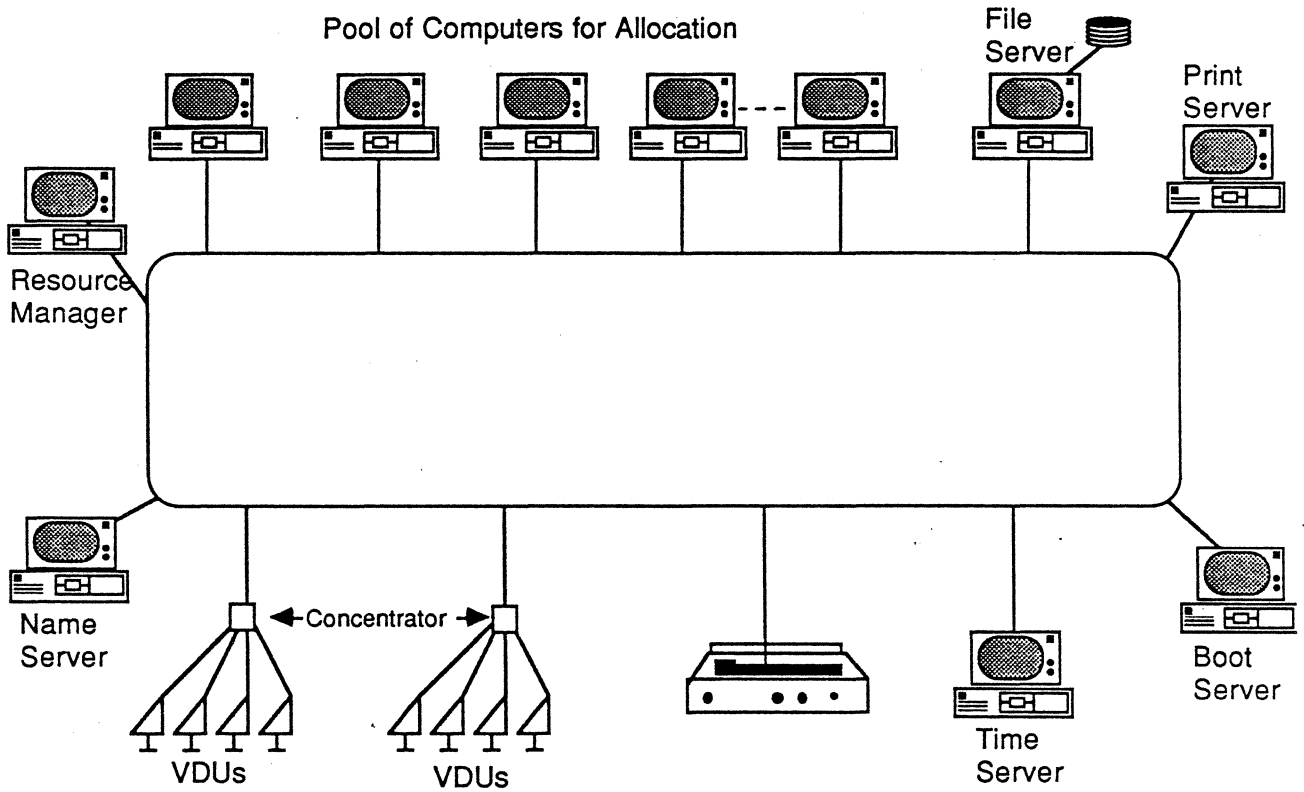 Pool of Computers for Allocation
File
Server
Print
Server
Resource
Manager
Name
Server
Concentrator
VDUs
VDUs
Time
Server
Boot
Server